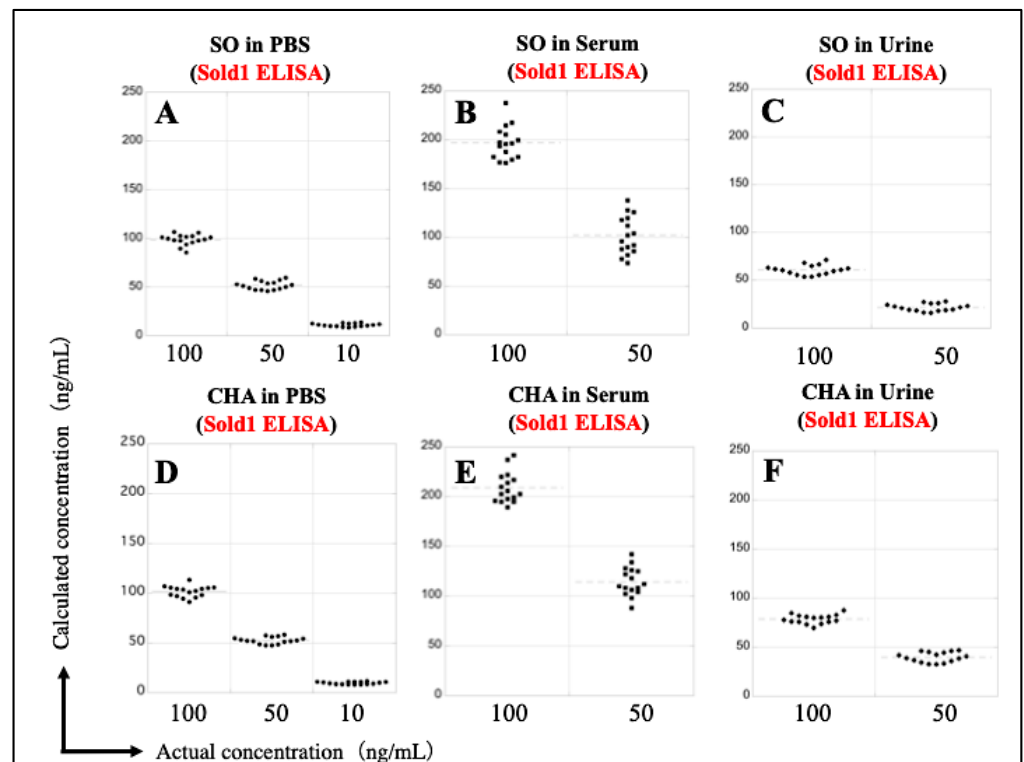 SO in PBS
(Sold1 ELISA)
SO in Serum
(Sold1 ELISA)
SO in Urine
(Sold1 ELISA)
A
250
200
150
100
50
0
100 50 10
B
250
200
150
100
50
0
100 50
C
250
200
150
100
50
0
100 50
CHA in PBS
(Sold1 ELISA)
CHA in Serum
(Sold1 ELISA)
CHA in Urine
(Sold1 ELISA)
D
250
200
150
100
50
0
100 50 10
E
250
200
150
100
50
0
100 50
F
250
200
150
100
50
0
100 50
Calculated concentration (ng/mL)
Actual concentration (ng/mL)